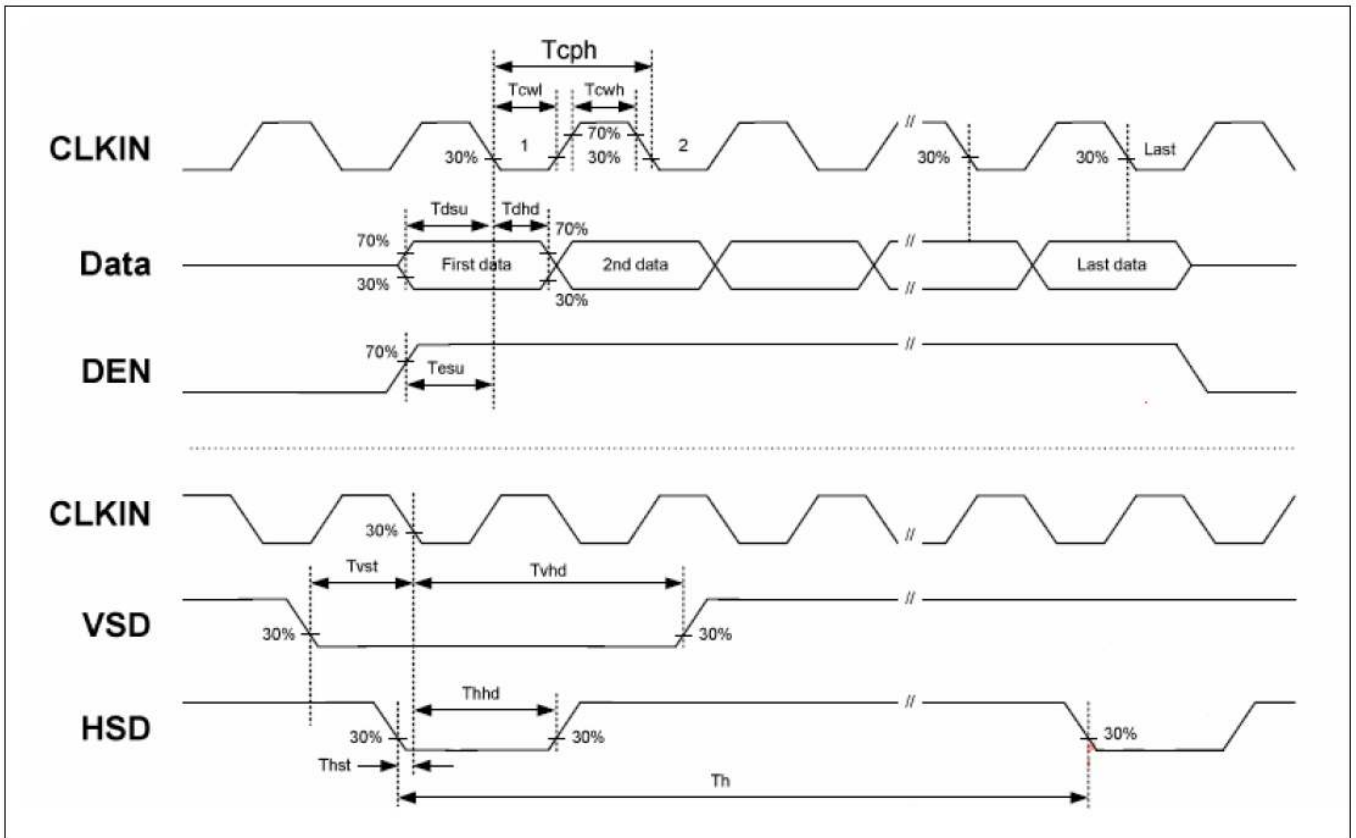 Tcph
Tcwl Tcwh
CLKIN 30% 1 70% 30% 2 // 30% 30% Last
Tdsu Tdhd
70% 70%
Data First data 2nd data // Last data
30% 30% //
DEN 70% //
Tesu
CLKIN 30% //
Tvst Tvhd
VSD 30% 30% //
Thhd
HSD 30% 30% // 30%
Thst
Th